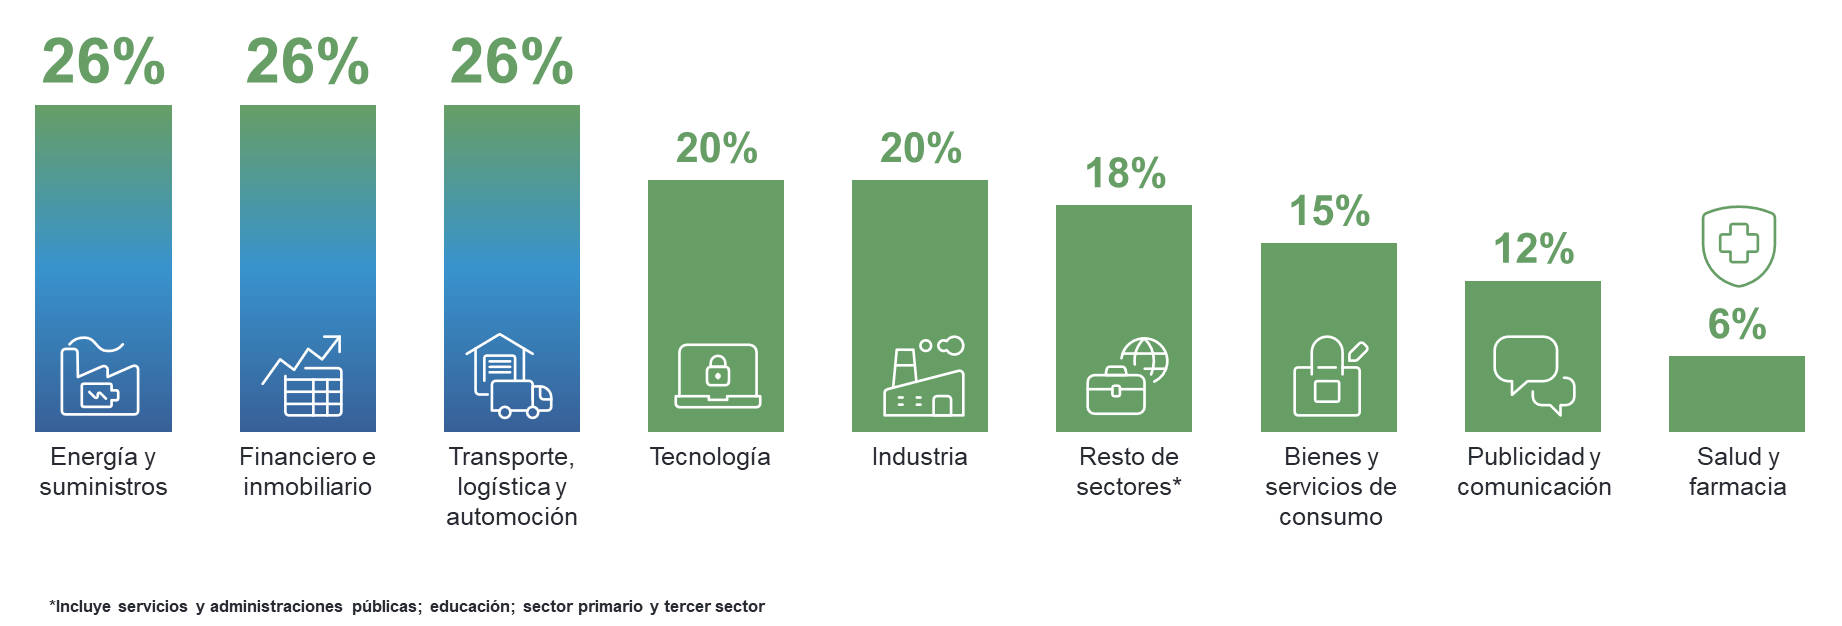 26%
26%
26%
20%
20%
18%
15%
12%
6%
Energía y
suministros
Financiero e
inmobiliario
Transporte,
logística y
automoción
Tecnología
Industria
Resto de
sectores*
Bienes y
servicios de
consumo
Publicidad y
comunicación
Salud y
farmacia
*Incluye servicios y administraciones públicas; educación; sector primario y tercer sector